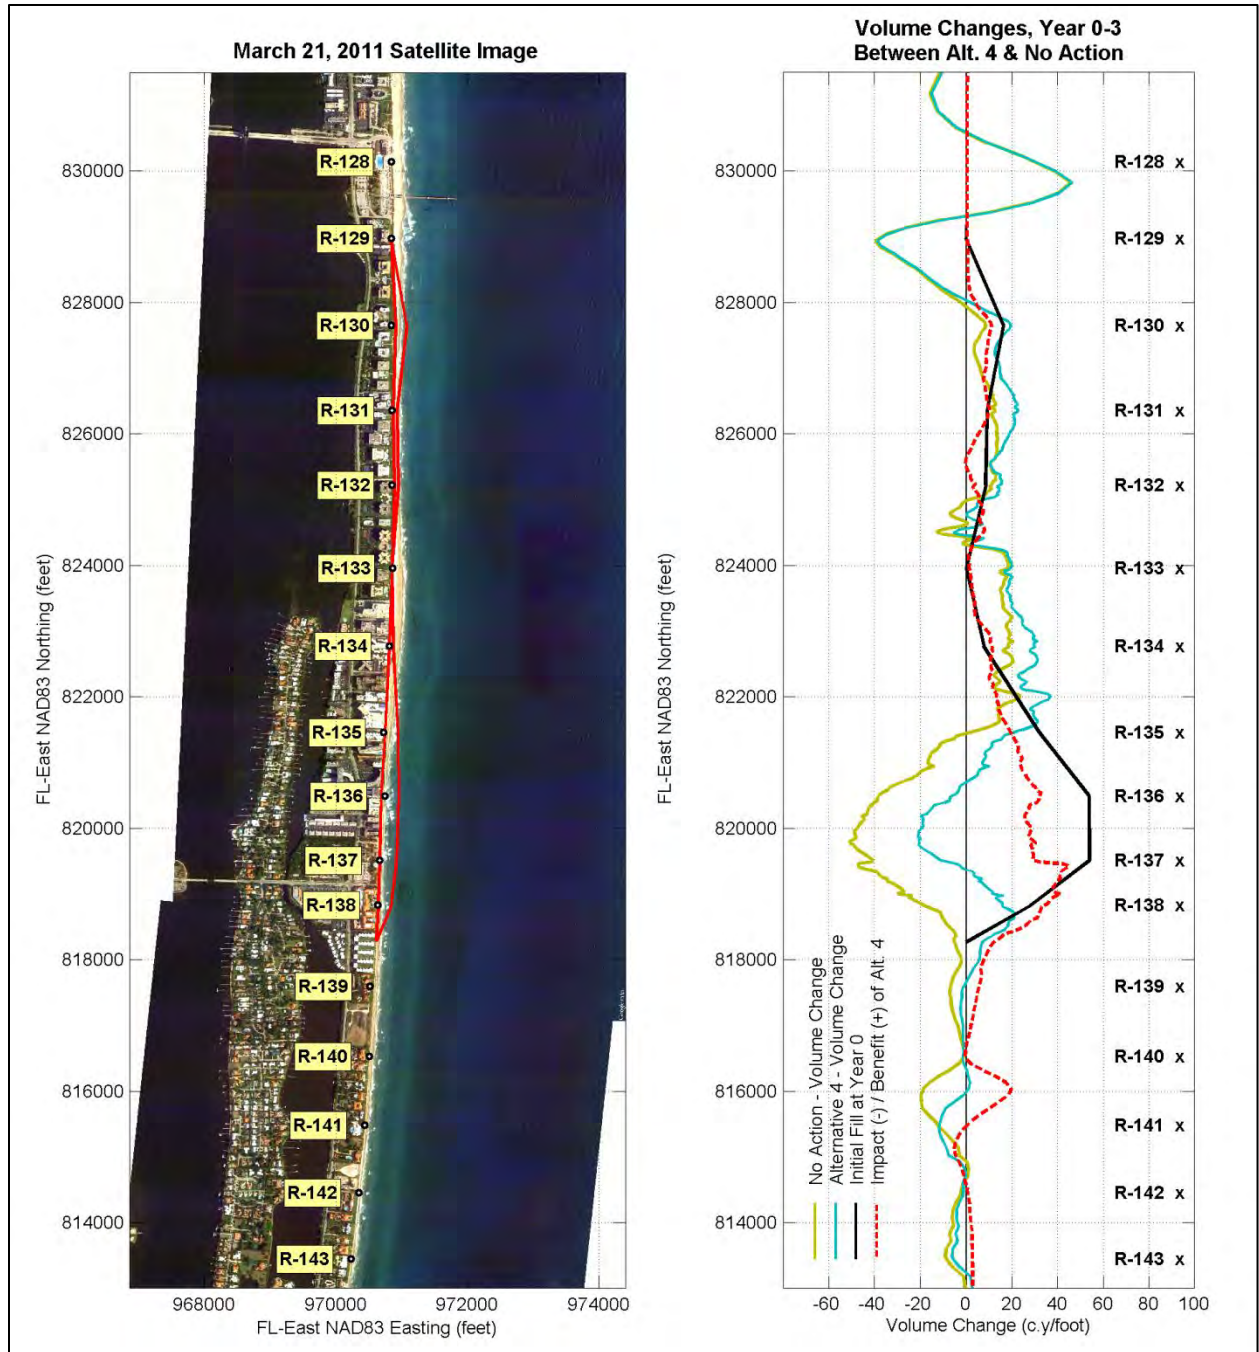 March 21, 2011 Satellite Image
830000
828000
826000
824000
822000
820000
818000
816000
814000
FL-East NAD83 Northing (feet)
R-128
R-129
R-130
R-131
R-132
R-133
R-134
R-135
R-136
R-137
R-138
R-139
R-140
R-141
R-142
R-143
968000 970000 972000 974000
FL-East NAD83 Easting (feet)
Volume Changes, Year 0-3
Between Alt. 4 & No Action
830000
828000
826000
824000
822000
820000
818000
816000
814000
FL-East NAD83 Northing (feet)
R-128 x
R-129 x
R-130 x
R-131 x
R-132 x
R-133 x
R-134 x
R-135 x
R-136 x
R-137 x
R-138 x
R-139 x
R-140 x
R-141 x
R-142 x
R-143 x
No Action - Volume Change
Alternative 4 - Volume Change
Initial Fill at Year 0
Impact (-) / Benefit (+) of Alt. 4
-60 -40 -20 0 20 40 60 80 100
Volume Change (c.y/foot)